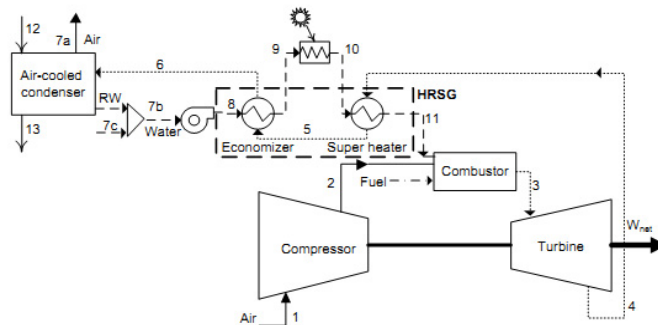 12
7a
Air
Air-cooled
condenser
13
6
RW
7b
7c
Water
8
9
10
HRSG
5
11
Economizer
Super heater
2
Fuel
Combustor
3
Compressor
Turbine
W_net
4
Air
1